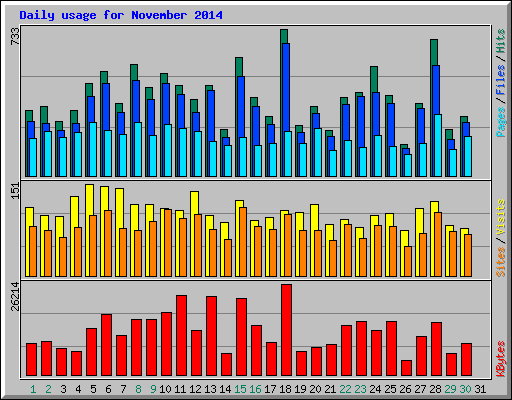 Daily usage for November 2014
733
Pages / Files / Hits
151
Sites / Visits
26214
KBytes
1 2 3 4 5 6 7 8 9 10 11 12 13 14 15 16 17 18 19 20 21 22 23 24 25 26 27 28 29 30 31